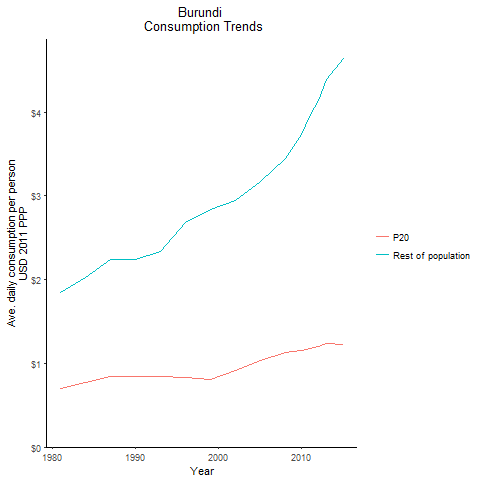 Burundi
Consumption Trends
Ave. daily consumption per person
USD 2011 PPP
$4
$3
$2
$1
$0
1980
1990
2000
2010
Year
P20
Rest of population